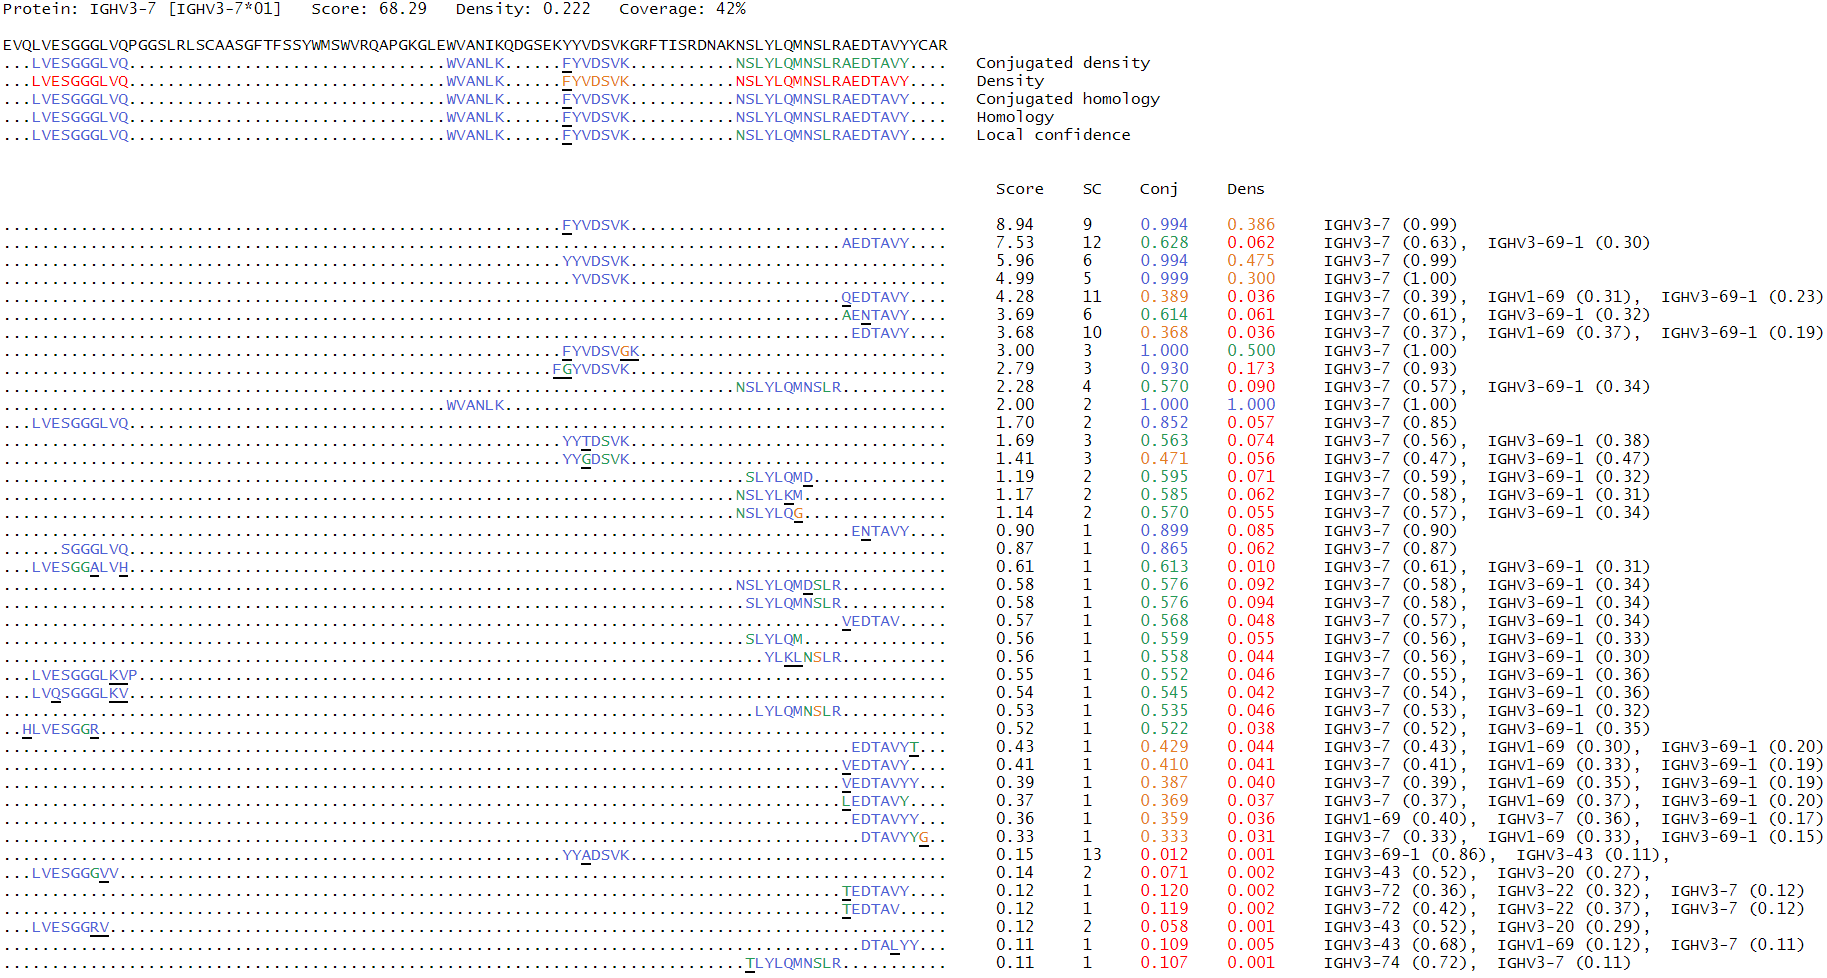 Protein: IGHV3-7 [IGHV3-7*01]   Score: 68.29   Density: 0.222   Coverage: 42%
EVQLVESGGGLVQPGGSLRLSCAASGFTFSSYWMSWVRQAPGKGLEWVANIKQDGSEKYYVDSVKGRFTISRDNAKNSLYLQMNSLRAEDTAVYYCAR
...LVESGGGLVQ.................................WVANLK......FYVDSVK...........NSLYLQMNSLRAEDTAVY.... Conjugated density
...LVESGGGLVQ.................................WVANLK......FYVDSVK...........NSLYLQMNSLRAEDTAVY.... Density
...LVESGGGLVQ.................................WVANLK......FYVDSVK...........NSLYLQMNSLRAEDTAVY.... Conjugated homology
...LVESGGGLVQ.................................WVANLK......FYVDSVK...........NSLYLQMNSLRAEDTAVY.... Homology
...LVESGGGLVQ.................................WVANLK......FYVDSVK...........NSLYLQMNSLRAEDTAVY.... Local confidence
Score SC Conj Dens
..........................................................FYVDSVK................................. 8.94 9 0.994 0.386 IGHV3-7 (0.99)
.......................................................................................AEDTAVY.... 7.53 12 0.628 0.062 IGHV3-7 (0.63), IGHV3-69-1 (0.30)
..........................................................YYVDSVK................................. 5.96 6 0.994 0.475 IGHV3-7 (0.99)
...........................................................YVDSVK................................. 4.99 5 0.999 0.300 IGHV3-7 (1.00)
.......................................................................................QEDTAVY.... 4.28 11 0.389 0.036 IGHV3-7 (0.39), IGHV1-69 (0.31), IGHV3-69-1 (0.23)
.......................................................................................AENTAVY.... 3.69 6 0.614 0.061 IGHV3-7 (0.61), IGHV3-69-1 (0.32)
........................................................................................EDTAVY.... 3.68 10 0.368 0.036 IGHV3-7 (0.37), IGHV1-69 (0.37), IGHV3-69-1 (0.19)
..........................................................FYVDSVGK................................ 3.00 3 1.000 0.500 IGHV3-7 (1.00)
.........................................................FGYVDSVK................................. 2.79 3 0.930 0.173 IGHV3-7 (0.93)
............................................................................NSLYLQMNSLR........... 2.28 4 0.570 0.090 IGHV3-7 (0.57), IGHV3-69-1 (0.34)
..............................................WVANLK.............................................. 2.00 2 1.000 1.000 IGHV3-7 (1.00)
...LVESGGGLVQ..................................................................................... 1.70 2 0.852 0.057 IGHV3-7 (0.85)
..........................................................YYTDSVK................................. 1.69 3 0.563 0.074 IGHV3-7 (0.56), IGHV3-69-1 (0.38)
..........................................................YYGDSVK................................. 1.41 3 0.471 0.056 IGHV3-7 (0.47), IGHV3-69-1 (0.47)
.............................................................................SLYLQMD.............. 1.19 2 0.595 0.071 IGHV3-7 (0.59), IGHV3-69-1 (0.32)
............................................................................NSLYLKM............... 1.17 2 0.585 0.062 IGHV3-7 (0.58), IGHV3-69-1 (0.31)
............................................................................NSLYLQG............... 1.14 2 0.570 0.055 IGHV3-7 (0.57), IGHV3-69-1 (0.34)
........................................................................................ENTAVY.... 0.90 1 0.899 0.085 IGHV3-7 (0.90)
......SGGGLVQ..................................................................................... 0.87 1 0.865 0.062 IGHV3-7 (0.87)
...LVESGGALVH..................................................................................... 0.61 1 0.613 0.010 IGHV3-7 (0.61), IGHV3-69-1 (0.31)
............................................................................NSLYLQMDSLR........... 0.58 1 0.576 0.092 IGHV3-7 (0.58), IGHV3-69-1 (0.34)
.............................................................................SLYLQMNSLR........... 0.58 1 0.576 0.094 IGHV3-7 (0.58), IGHV3-69-1 (0.34)
.......................................................................................VEDTAV..... 0.57 1 0.568 0.048 IGHV3-7 (0.57), IGHV3-69-1 (0.34)
.............................................................................SLYLQM............... 0.56 1 0.559 0.055 IGHV3-7 (0.56), IGHV3-69-1 (0.33)
...............................................................................YLKLNSLR........... 0.56 1 0.558 0.044 IGHV3-7 (0.56), IGHV3-69-1 (0.30)
...LVESGGGLKVP.................................................................................... 0.55 1 0.552 0.046 IGHV3-7 (0.55), IGHV3-69-1 (0.36)
...LVQSGGGLKV..................................................................................... 0.54 1 0.545 0.042 IGHV3-7 (0.54), IGHV3-69-1 (0.36)
..............................................................................LYLQMNSLR........... 0.53 1 0.535 0.046 IGHV3-7 (0.53), IGHV3-69-1 (0.32)
..HLVESGGR........................................................................................ 0.52 1 0.522 0.038 IGHV3-7 (0.52), IGHV3-69-1 (0.35)
........................................................................................EDTAVYT... 0.43 1 0.429 0.044 IGHV3-7 (0.43), IGHV1-69 (0.30), IGHV3-69-1 (0.20)
.......................................................................................VEDTAVY.... 0.41 1 0.410 0.041 IGHV3-7 (0.41), IGHV1-69 (0.33), IGHV3-69-1 (0.19)
.......................................................................................VEDTAVYY... 0.39 1 0.387 0.040 IGHV3-7 (0.39), IGHV1-69 (0.35), IGHV3-69-1 (0.19)
.......................................................................................LEDTAVY.... 0.37 1 0.369 0.037 IGHV3-7 (0.37), IGHV1-69 (0.37), IGHV3-69-1 (0.20)
........................................................................................EDTAVYY... 0.36 1 0.359 0.036 IGHV1-69 (0.40), IGHV3-7 (0.36), IGHV3-69-1 (0.17)
.........................................................................................DTAVYYG.. 0.33 1 0.333 0.031 IGHV3-7 (0.33), IGHV1-69 (0.33), IGHV3-69-1 (0.15)
..........................................................YYADSVK................................. 0.15 13 0.012 0.001 IGHV3-69-1 (0.86), IGHV3-43 (0.11),
...LVESGGGVV...................................................................................... 0.14 2 0.071 0.002 IGHV3-43 (0.52), IGHV3-20 (0.27),
.......................................................................................TEDTAVY.... 0.12 1 0.120 0.002 IGHV3-72 (0.36), IGHV3-22 (0.32), IGHV3-7 (0.12)
.......................................................................................TEDTAV..... 0.12 1 0.119 0.002 IGHV3-72 (0.42), IGHV3-22 (0.37), IGHV3-7 (0.12)
...LVESGGRV....................................................................................... 0.12 2 0.058 0.001 IGHV3-43 (0.52), IGHV3-20 (0.29),
.........................................................................................DTALYY... 0.11 1 0.109 0.005 IGHV3-43 (0.68), IGHV1-69 (0.12), IGHV3-7 (0.11)
.............................................................................TLYLQMNSLR........... 0.11 1 0.107 0.001 IGHV3-74 (0.72), IGHV3-7 (0.11)